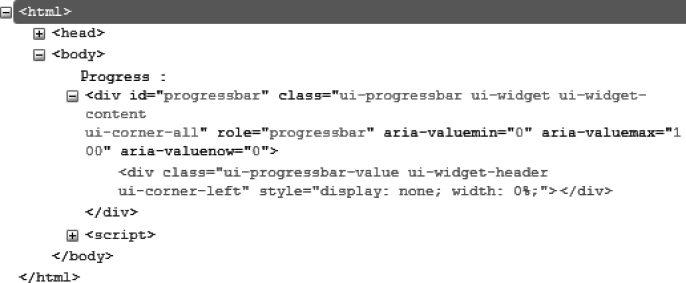 <html>
<head>
<body>
Progress :
<div id="progressbar" class="ui-progressbar ui-widget ui-widget-
content
ui-corner-all" role="progressbar" aria-valuemin="0" aria-valuemax="1
00" aria-valuenow="0">
<div class="ui-progressbar-value ui-widget-header
ui-corner-left" style="display: none; width: 0%;"></div>
</div>
<script>
</body>
</html>